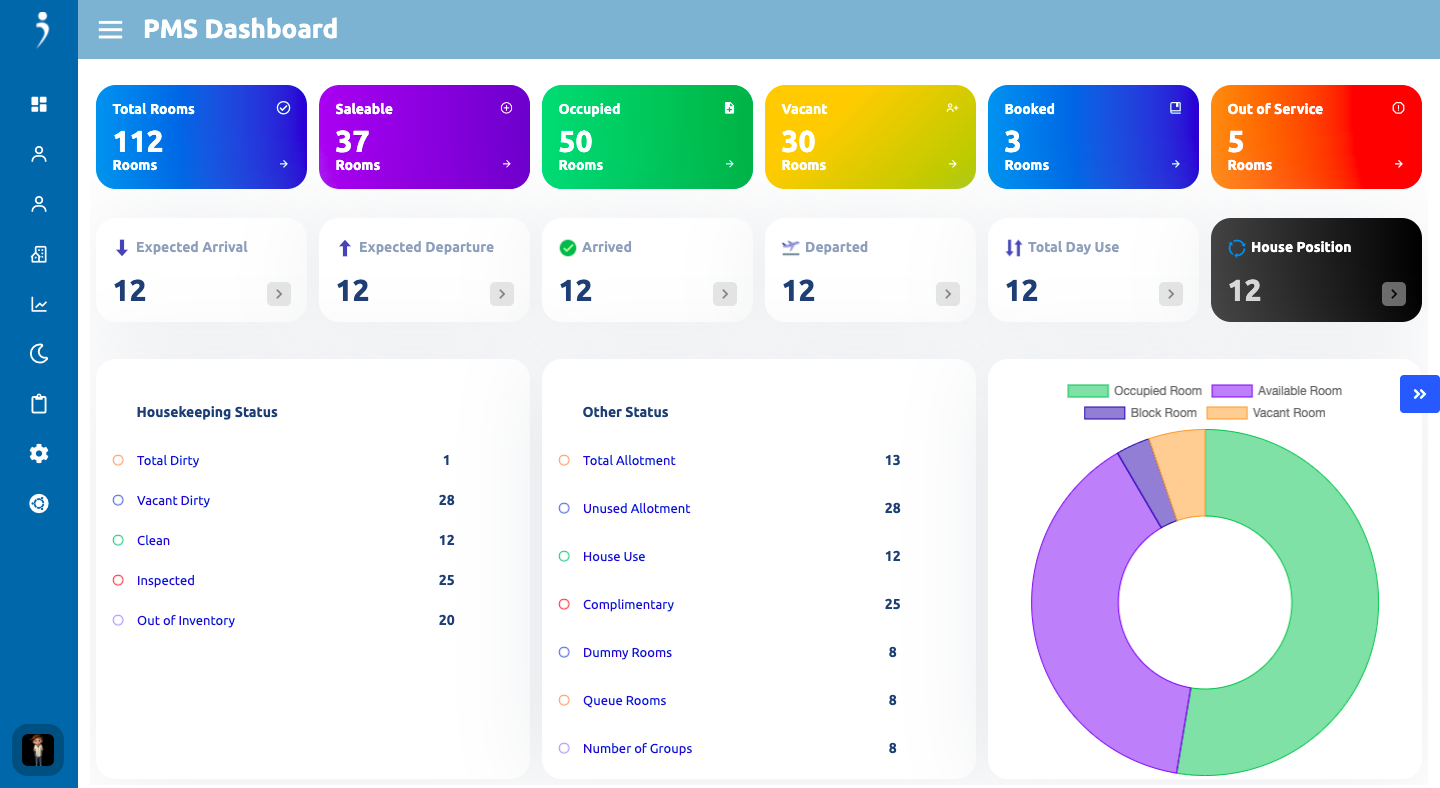 PMS Dashboard
Total Rooms
112
Rooms
Saleable
37
Rooms
Occupied
50
Rooms
Vacant
30
Rooms
Booked
3
Rooms
Out of Service
5
Rooms
Expected Arrival
12
Expected Departure
12
Arrived
12
Departed
12
Total Day Use
12
House Position
12
Housekeeping Status
Total Dirty 1
Vacant Dirty 28
Clean 12
Inspected 25
Out of Inventory 20
Other Status
Total Allotment 13
Unused Allotment 28
House Use 12
Complimentary 25
Dummy Rooms 8
Queue Rooms 8
Number of Groups 8
Occupied Room Available Room
Block Room Vacant Room